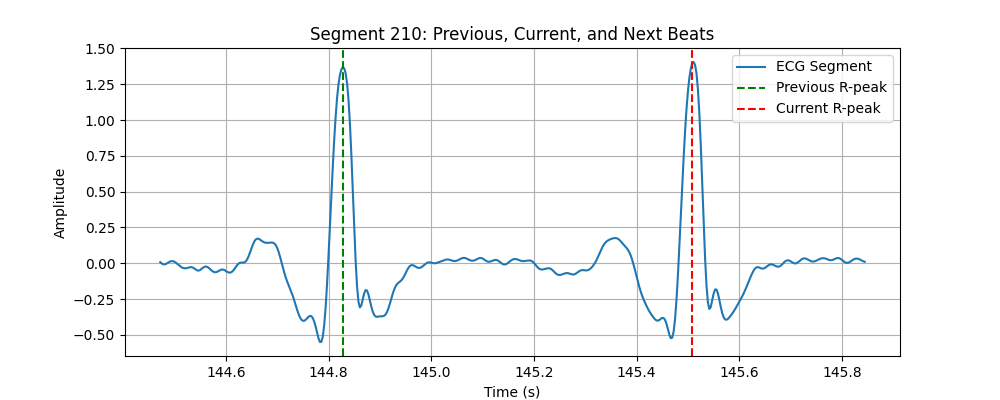 Segment 210: Previous, Current, and Next Beats
1.50
1.25
1.00
0.75
0.50
0.25
0.00
−0.25
−0.50
Amplitude
ECG Segment
Previous R-peak
Current R-peak
144.6 144.8 145.0 145.2 145.4 145.6 145.8
Time (s)